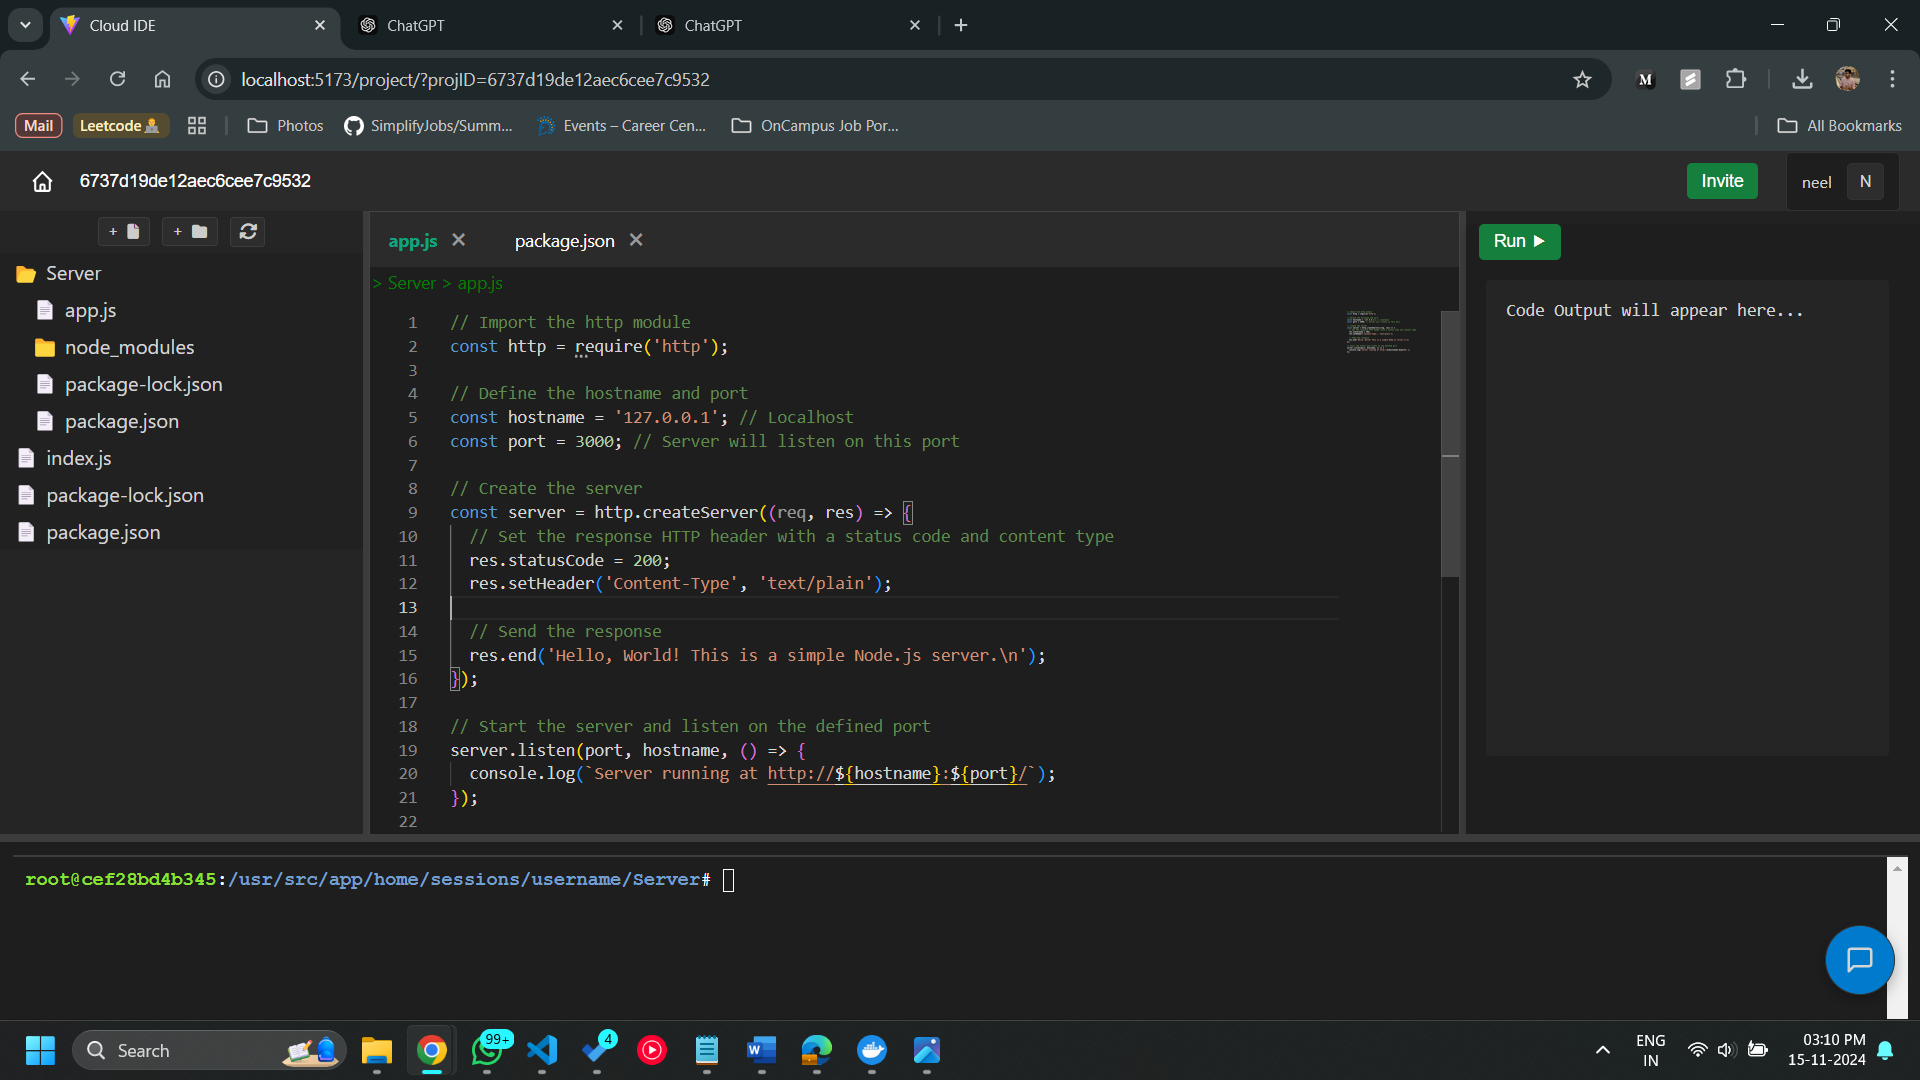 Cloud IDE
ChatGPT
ChatGPT
localhost:5173/project/?projID=6737d19de12aec6cee7c9532
M
Mail
Leetcode
Photos
SimplifyJobs/Summ...
Events – Career Cen...
OnCampus Job Por...
All Bookmarks
6737d19de12aec6cee7c9532
Invite
neel
N
+
+
Server
app.js
node_modules
package-lock.json
package.json
index.js
package-lock.json
package.json
app.js
package.json
> Server > app.js
1 // Import the http module
2 const http = require('http');
3
4 // Define the hostname and port
5 const hostname = '127.0.0.1'; // Localhost
6 const port = 3000; // Server will listen on this port
7
8 // Create the server
9 const server = http.createServer((req, res) => {
10 // Set the response HTTP header with a status code and content type
11 res.statusCode = 200;
12 res.setHeader('Content-Type', 'text/plain');
13
14 // Send the response
15 res.end('Hello, World! This is a simple Node.js server.\n');
16 });
17
18 // Start the server and listen on the defined port
19 server.listen(port, hostname, () => {
20 console.log(`Server running at http://${hostname}:${port}/`);
21 });
22
Run
Code Output will appear here...
root@cef28bd4b345:/usr/src/app/home/sessions/username/Server#
Search
99+
4
W
ENG
IN
03:10 PM
15-11-2024